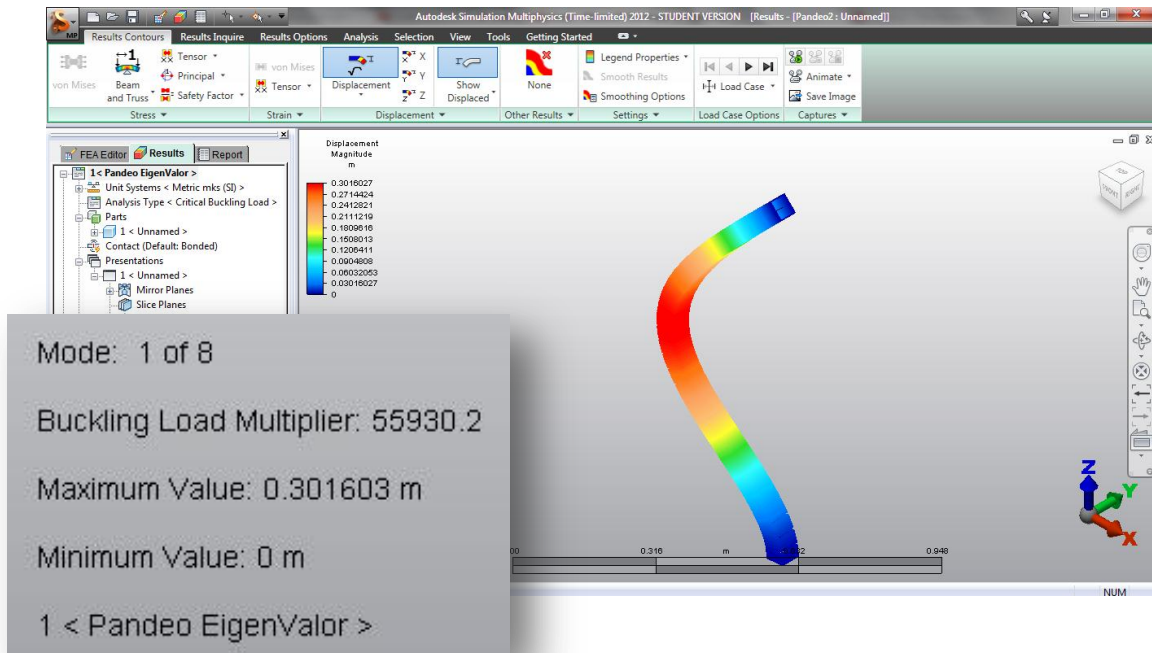 Autodesk Simulation Multiphysics (Time-limited) 2012 - STUDENT VERSION [Results - [Pandeo2 : Unnamed]]
MP
Results Contours Results Inquire Results Options Analysis Selection View Tools Getting Started
von Mises
Beam and Truss
Tensor
Principal
Safety Factor
Stress
von Mises
Tensor
Strain
Displacement
X
Y
Z
Show Displaced
Displacement
None
Other Results
Legend Properties
Smooth Results
Smoothing Options
Settings
Load Case
Load Case Options
Animate
Save Image
Captures
FEA Editor Results Report
1 < Pandeo EigenValor >
Unit Systems < Metric mks (SI) >
Analysis Type < Critical Buckling Load >
Parts
1 < Unnamed >
Contact (Default: Bonded)
Presentations
1 < Unnamed >
Mirror Planes
Slice Planes
Displacement
Magnitude
m
0.3016027
0.2714424
0.2412821
0.2111219
0.1809616
0.1508013
0.1206411
0.0904808
0.06032053
0.03016027
0
TOP
FRONT
RIGHT
Z
Y
X
0.316 m 0.948
NUM
Mode: 1 of 8
Buckling Load Multiplier: 55930.2
Maximum Value: 0.301603 m
Minimum Value: 0 m
1 < Pandeo EigenValor >